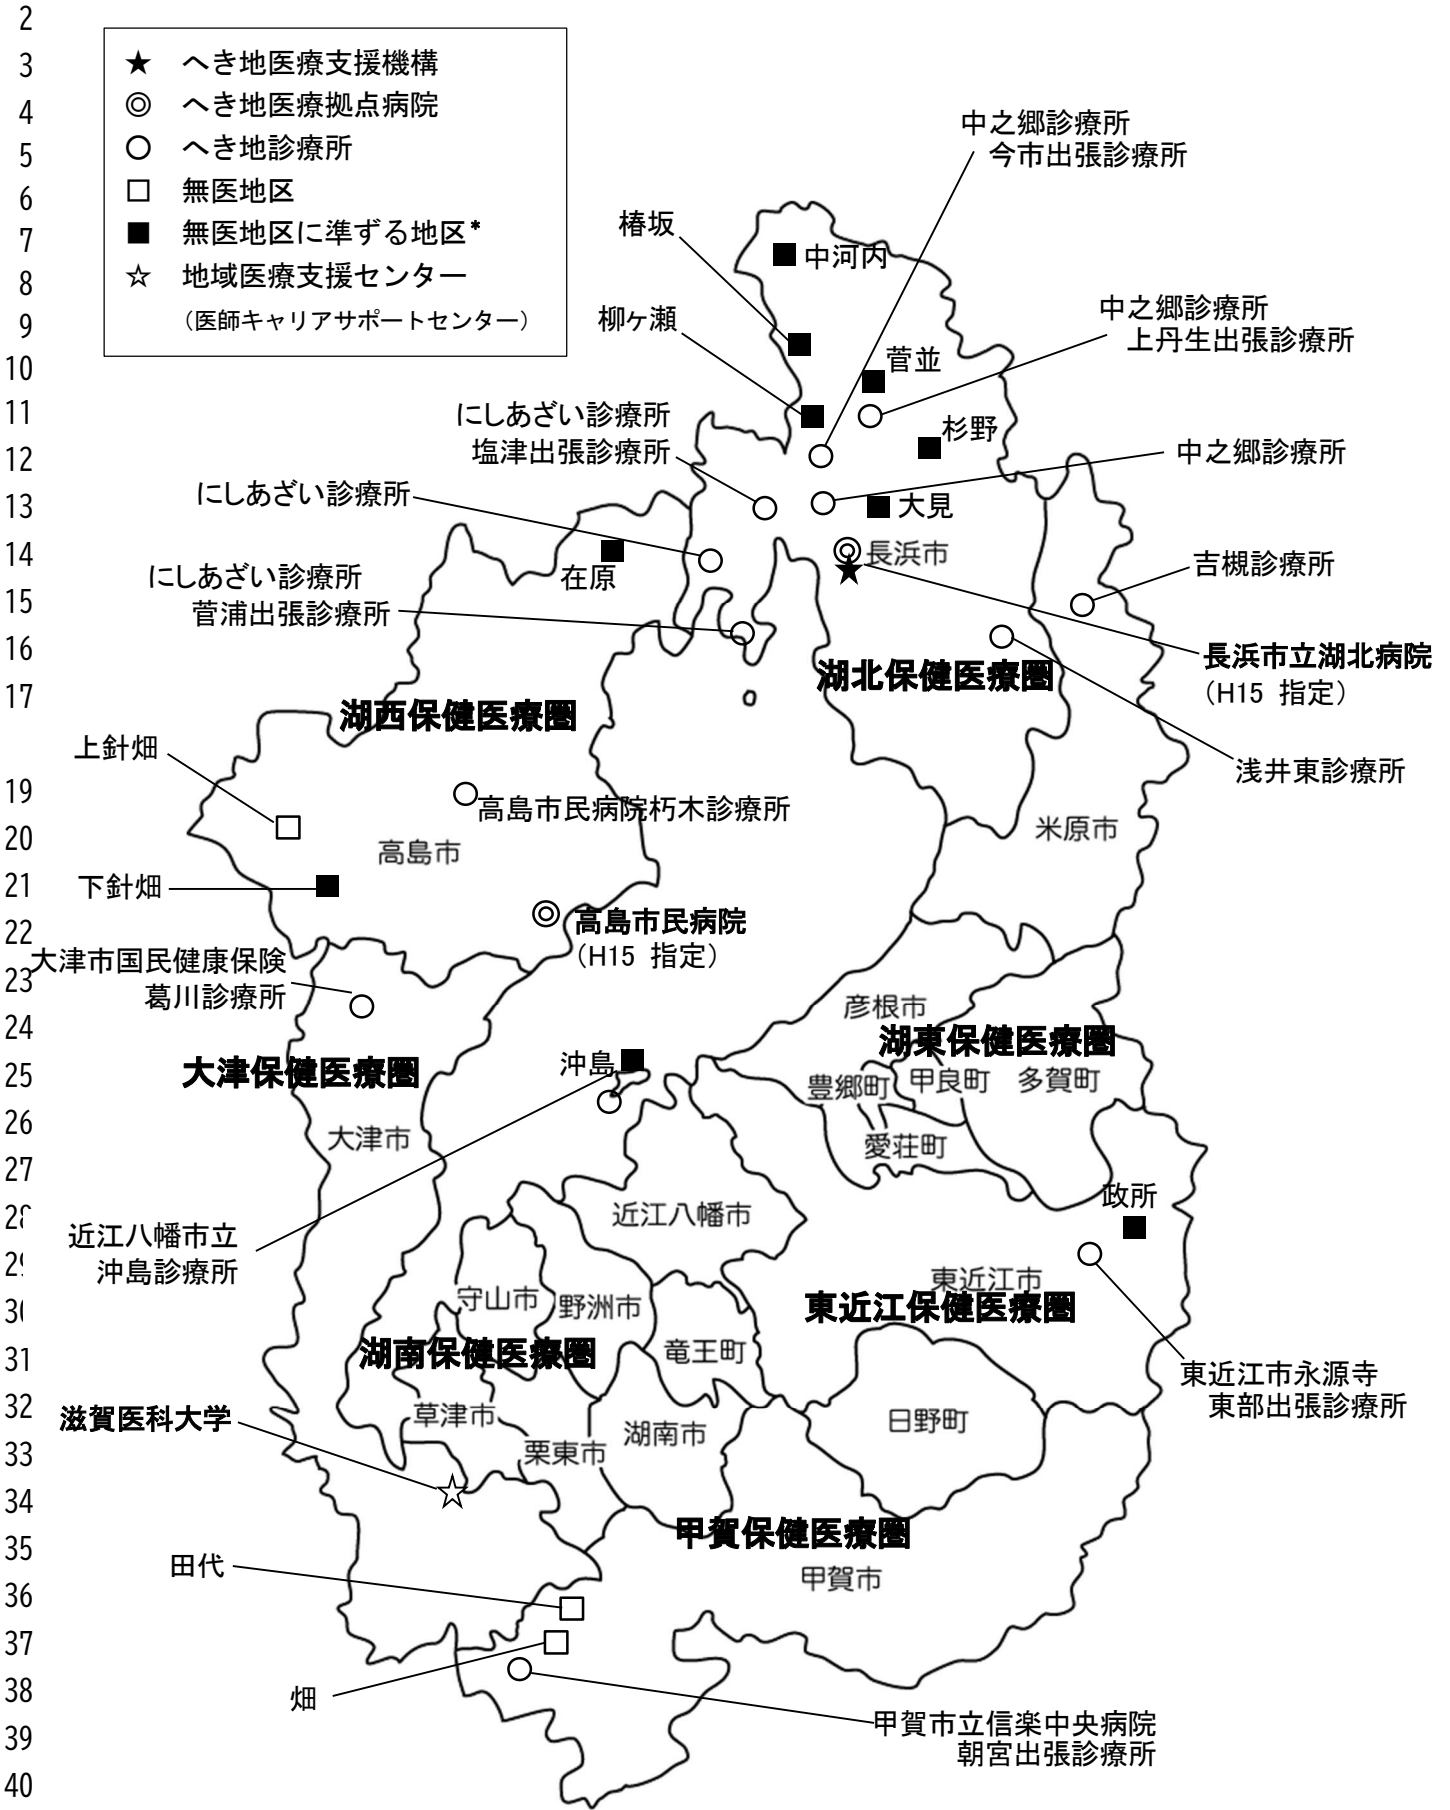 2
3
4
5
6
7
8
9
10
11
12
13
14
15
16
17
19
20
21
22
23
24
25
26
27
31
32
33
34
35
36
37
38
39
40
★ へき地医療支援機構
◎ へき地医療拠点病院
○ へき地診療所
□ 無医地区
■ 無医地区に準ずる地区*
☆ 地域医療支援センター
（医師キャリアサポートセンター）
中之郷診療所
今市出張診療所
椿坂
中河内
柳ヶ瀬
中之郷診療所
上丹生出張診療所
菅並
にしあざい診療所
塩津出張診療所
杉野
中之郷診療所
にしあざい診療所
大見
長浜市
在原
吉槻診療所
にしあざい診療所
菅浦出張診療所
長浜市立湖北病院
（H15 指定）
湖北保健医療圏
湖西保健医療圏
上針畑
浅井東診療所
高島市民病院朽木診療所
米原市
高島市
下針畑
高島市民病院
（H15 指定）
大津市国民健康保険
葛川診療所
彦根市
湖東保健医療圏
沖島
大津保健医療圏
豊郷町
甲良町
多賀町
大津市
愛荘町
政所
近江八幡市
近江八幡市立
沖島診療所
東近江市
守山市
野洲市
東近江保健医療圏
湖南保健医療圏
竜王町
東近江市永源寺
東部出張診療所
滋賀医科大学
草津市
日野町
湖南市
栗東市
甲賀保健医療圏
田代
甲賀市
畑
甲賀市立信楽中央病院
朝宮出張診療所